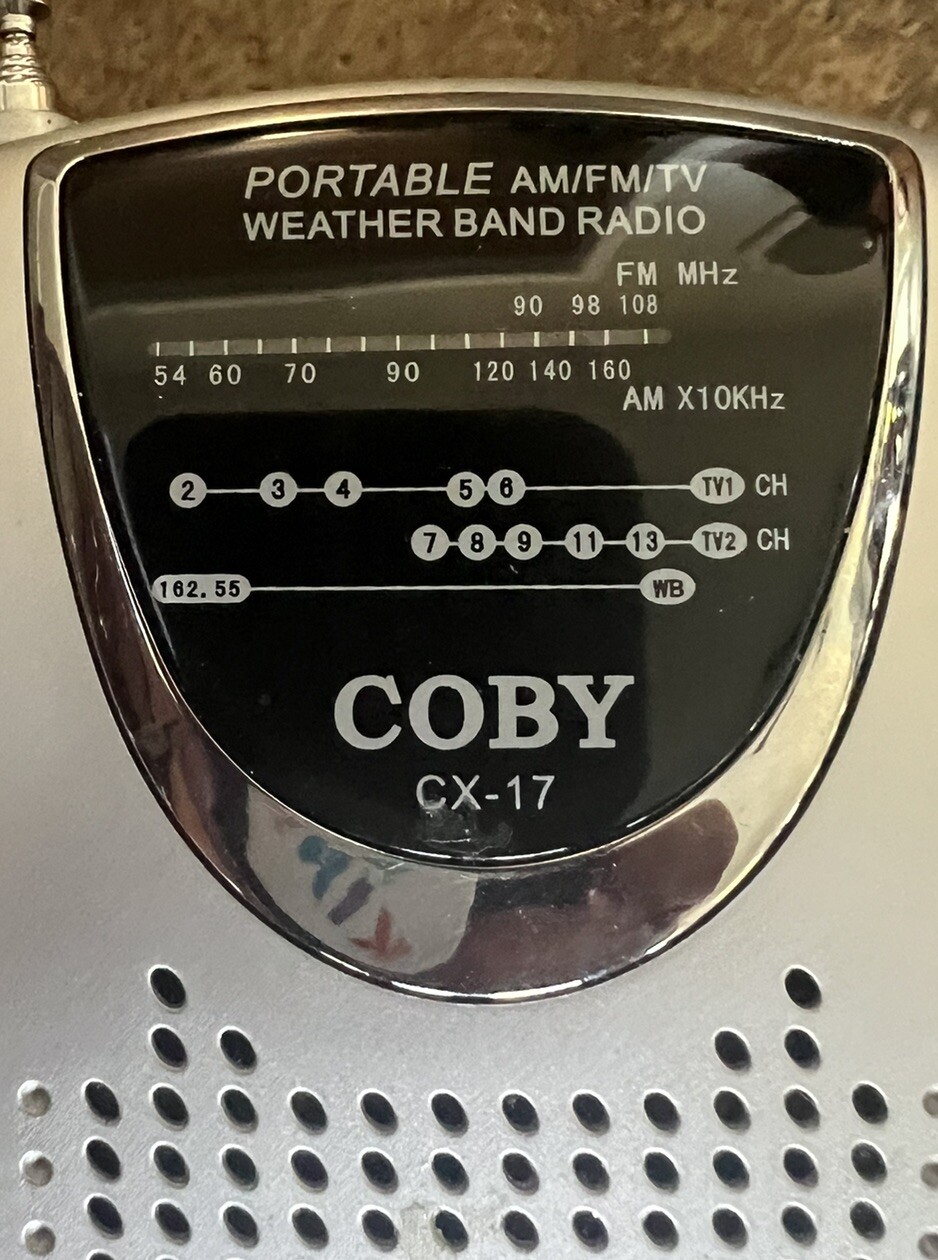 PORTABLE AM/FM/TV
WEATHER BAND RADIO
FM MHz
90 98 108
54 60 70 90 120 140 160
AM X10KHz
2 3 4 5 6 TV1 CH
7 8 9 11 13 TV2 CH
162.55 WB
COBY
CX-17